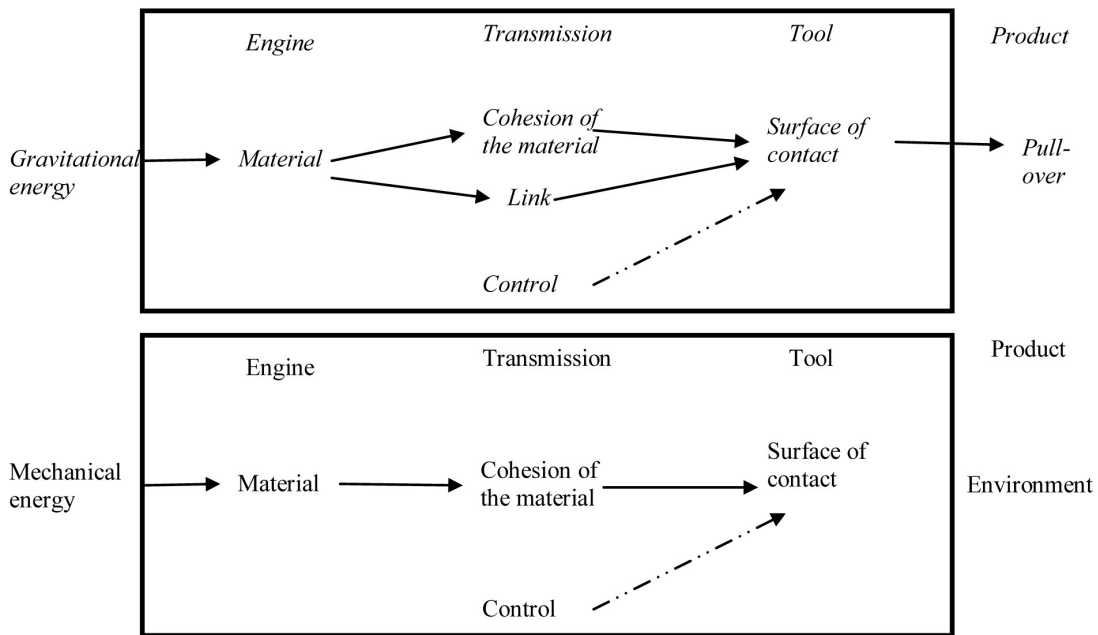 Engine
Transmission
Tool
Product
Cohesion of
the material
Surface of
contact
Gravitational
energy
Material
Pull-
over
Link
Control
Engine
Transmission
Tool
Product
Mechanical
energy
Material
Cohesion of
the material
Surface of
contact
Environment
Control